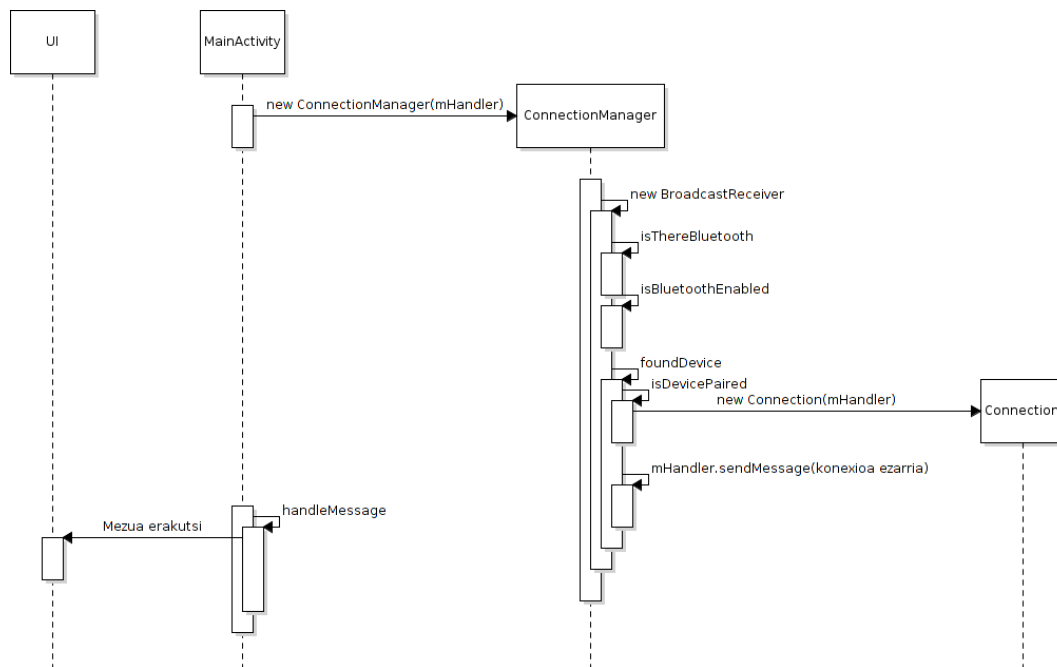 UI
MainActivity
new ConnectionManager(mHandler)
ConnectionManager
new BroadcastReceiver
isThereBluetooth
isBluetoothEnabled
foundDevice
isDevicePaired
new Connection(mHandler)
Connection
mHandler.sendMessage(konexioa ezarria)
handleMessage
Mezua erakutsi